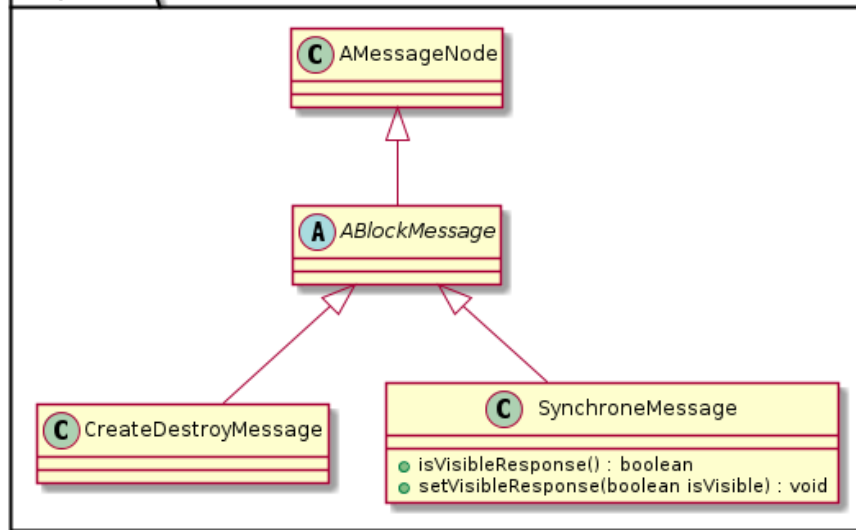 C AMessageNode
A ABlockMessage
C CreateDestroyMessage
C SynchroneMessage
isVisibleResponse() : boolean
setVisibleResponse(boolean isVisible) : void